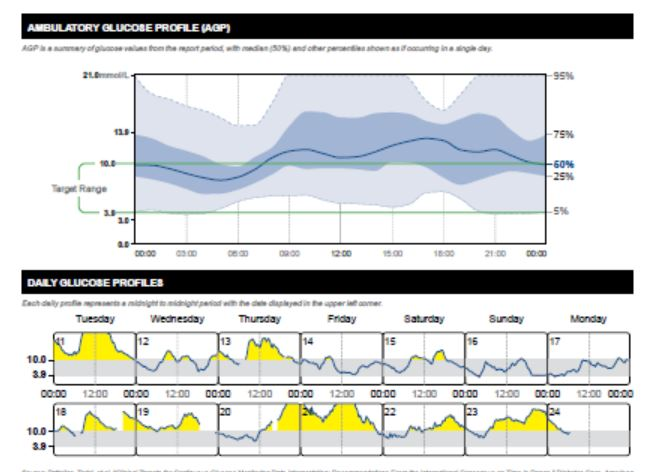 AMBULATORY GLUCOSE PROFILE (AGP)
AGP is a summary of glucose values from the report period, with median (50%) and other percentiles shown as if occurring in a single day.
21.0 mmol/L
95%
13.9
75%
10.0
50%
25%
Target Range
3.9
5%
3.0
0.0
00:00 03:00 06:00 09:00 12:00 15:00 18:00 21:00 00:00
DAILY GLUCOSE PROFILES
Each daily profile represents a midnight to midnight period with the date displayed in the upper left corner.
Tuesday Wednesday Thursday Friday Saturday Sunday Monday
11 12 13 14 15 16 17
10.0
3.9
00:00 12:00 00:00 12:00 00:00 12:00 00:00 12:00 00:00 12:00 00:00 12:00 00:00 12:00 00:00
18 19 20 21 22 23 24
10.0
3.9